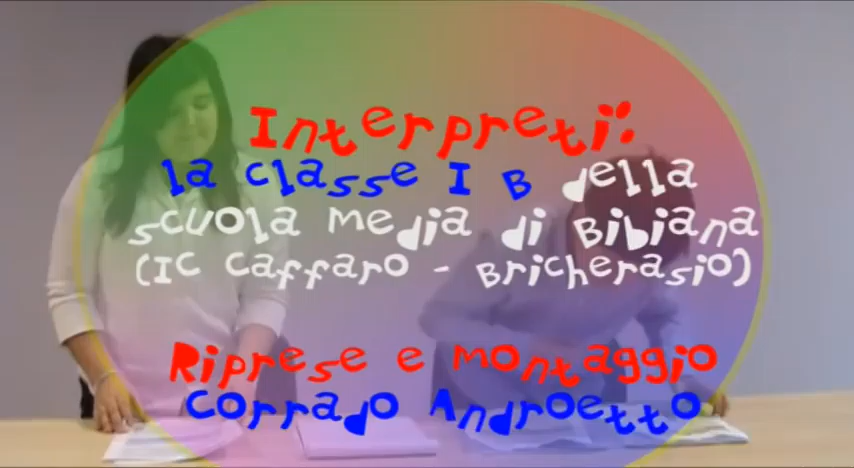 Interpreti:
la classe I B della
scuola media di Bibiana
(IC Caffaro - Bricherasio)
Riprese e montaggio
Corrado Androetto